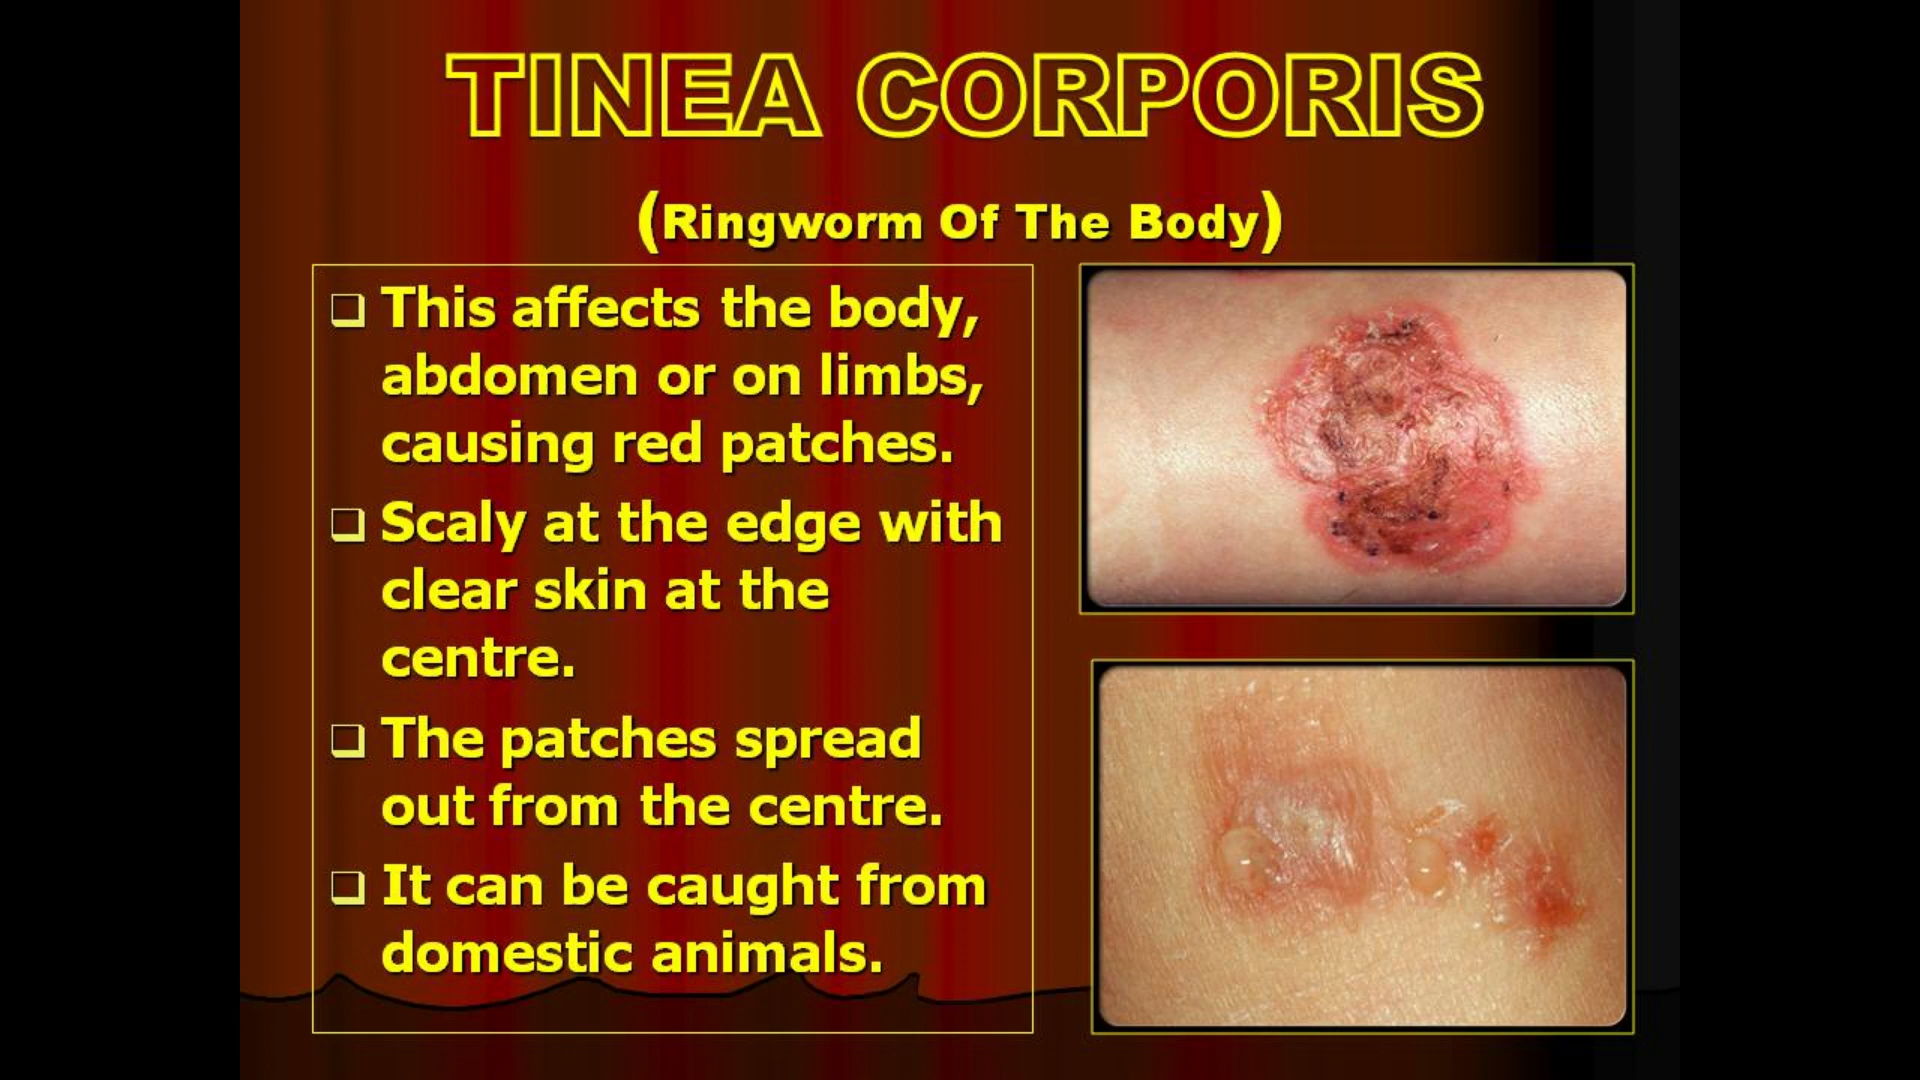 TINEA CORPORIS
(Ringworm Of The Body)
This affects the body,
abdomen or on limbs,
causing red patches.
Scaly at the edge with
clear skin at the
centre.
The patches spread
out from the centre.
It can be caught from
domestic animals.